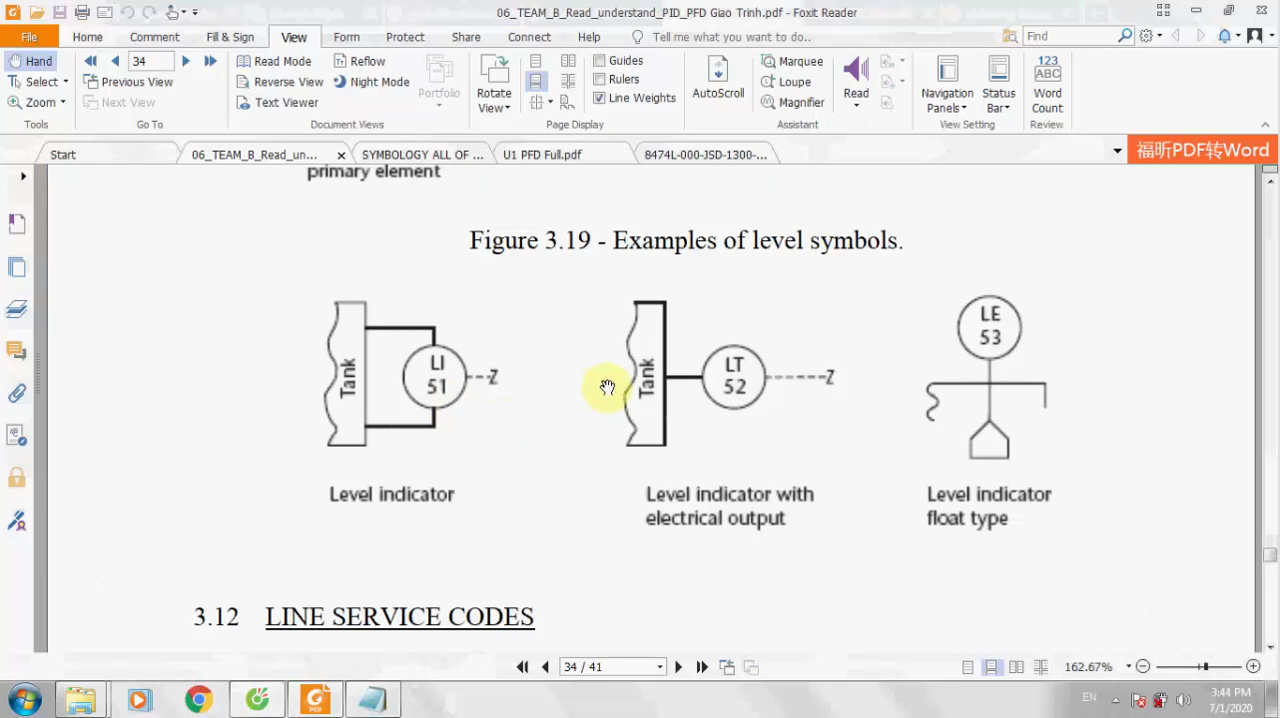 06_TEAM_B_Read_understand_PID_PFD Giao Trinh.pdf - Foxit Reader
File Home Comment Fill & Sign View Form Protect Share Connect Help Tell me what you want to do... Find
Hand 34 Read Mode Reflow Guides Marquee 123
Select Previous View Reverse View Night Mode Rulers Loupe ABC
Zoom Next View Text Viewer Portfolio Rotate View Line Weights AutoScroll Magnifier Read Navigation Panels Status Bar Word Count
Tools Go To Document Views Page Display Assistant View Setting Review
Start 06_TEAM_B_Read_un... SYMBOLOGY ALL OF ... U1 PFD Full.pdf 8474L-000-JSD-1300-... 福昕PDF转Word
primary element
Figure 3.19 - Examples of level symbols.
Tank LI 51 Z
Tank LT 52 Z
LE 53
Level indicator
Level indicator with
electrical output
Level indicator
float type
3.12 LINE SERVICE CODES
34 / 41 162.67%
PDF EN 3:44 PM
7/1/2020